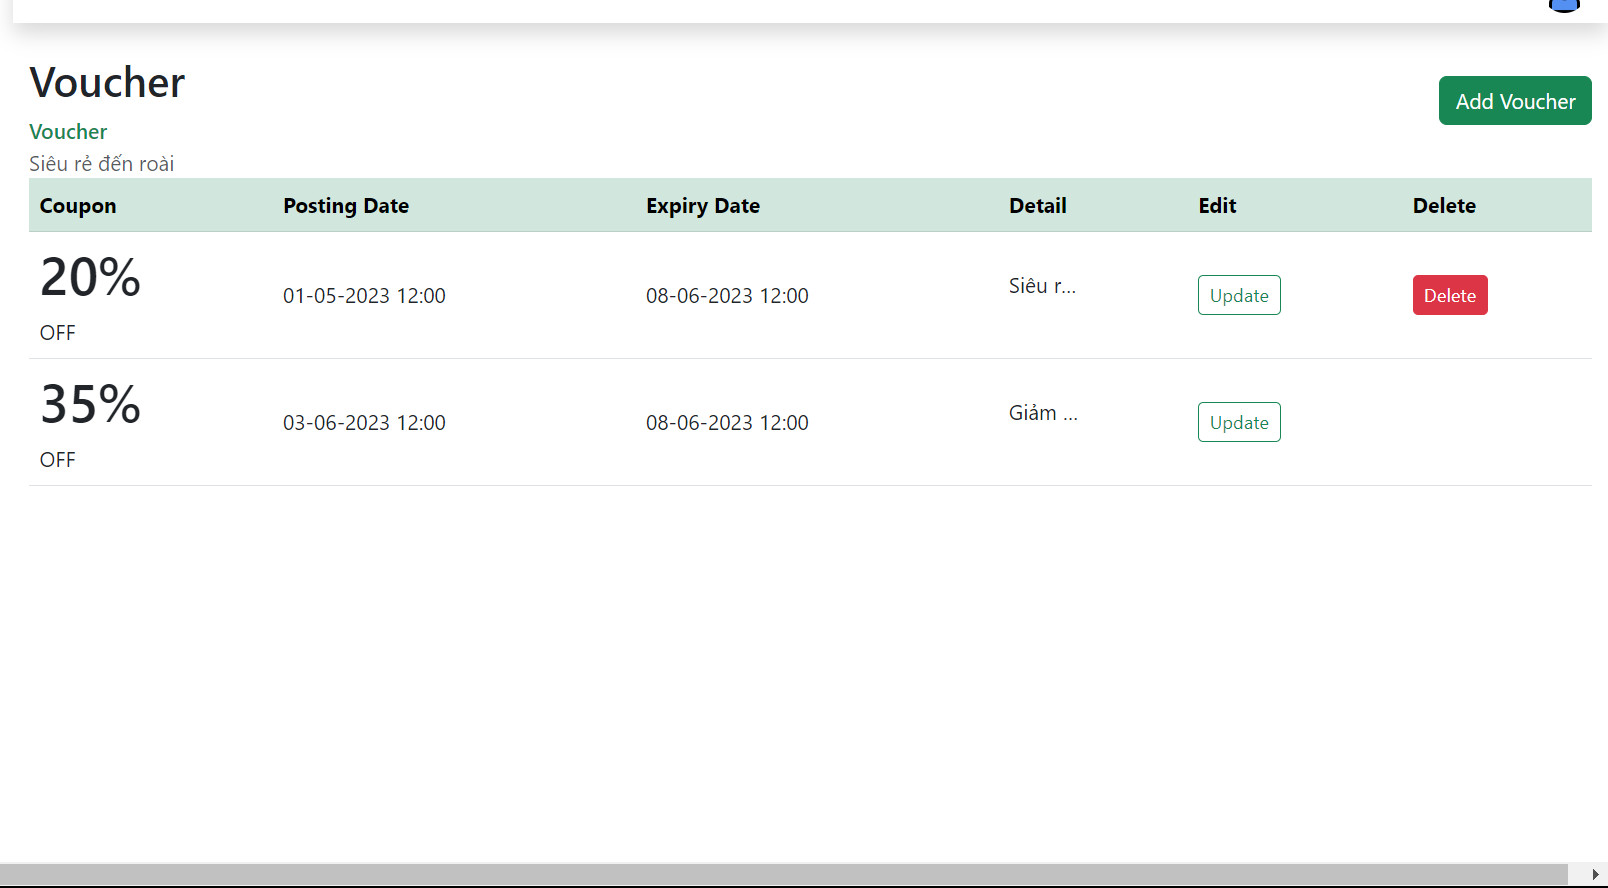 Voucher
Add Voucher
Voucher
Siêu rẻ đến roài
Coupon Posting Date Expiry Date Detail Edit Delete
20%
OFF
01-05-2023 12:00 08-06-2023 12:00 Siêu r... Update Delete
35%
OFF
03-06-2023 12:00 08-06-2023 12:00 Giảm ... Update